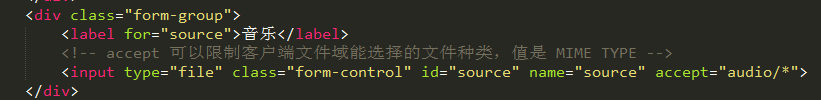 </div>
<div class="form-group">
<label for="source">音乐</label>
<!-- accept 可以限制客户端文件域能选择的文件种类，值是 MIME TYPE -->
<input type="file" class="form-control" id="source" name="source" accept="audio/*">
</div>